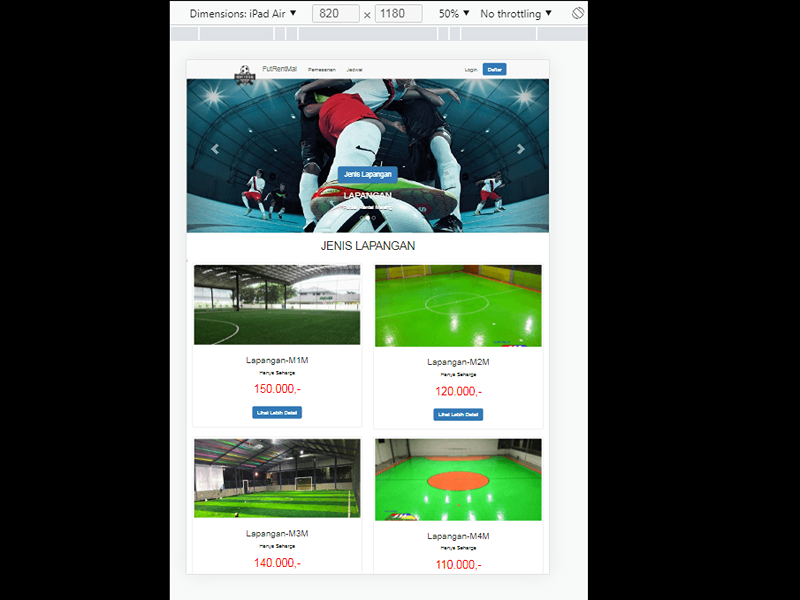 Dimensions: iPad Air ▼ 820 × 1180 50% ▼ No throttling ▼
FutRentMal Pemesanan Jadwal Login Daftar
Jenis Lapangan
LAPANGAN
JENIS LAPANGAN
Lapangan-M1M
Hanya Seharga
150.000,-
Lihat Lebih Detail
Lapangan-M2M
Hanya Seharga
120.000,-
Lihat Lebih Detail
Lapangan-M3M
Hanya Seharga
140.000,-
Lapangan-M4M
Hanya Seharga
110.000,-